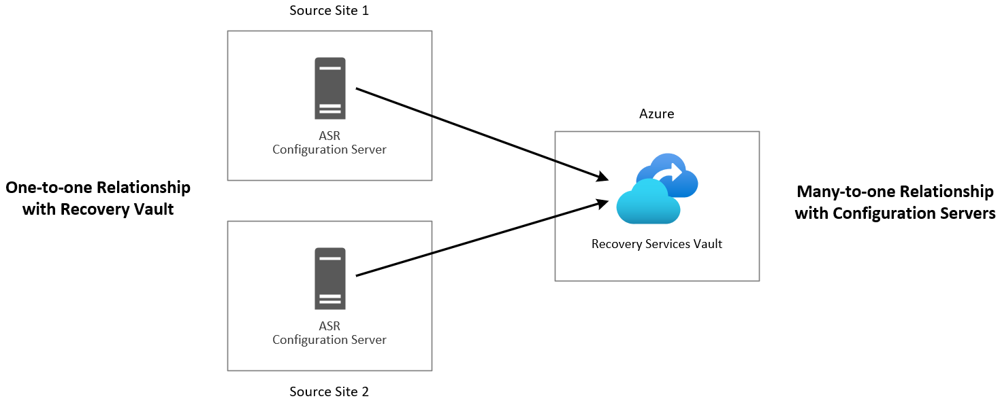 Source Site 1
ASR
Configuration Server
One-to-one Relationship
with Recovery Vault
ASR
Configuration Server
Source Site 2
Azure
Recovery Services Vault
Many-to-one Relationship
with Configuration Servers